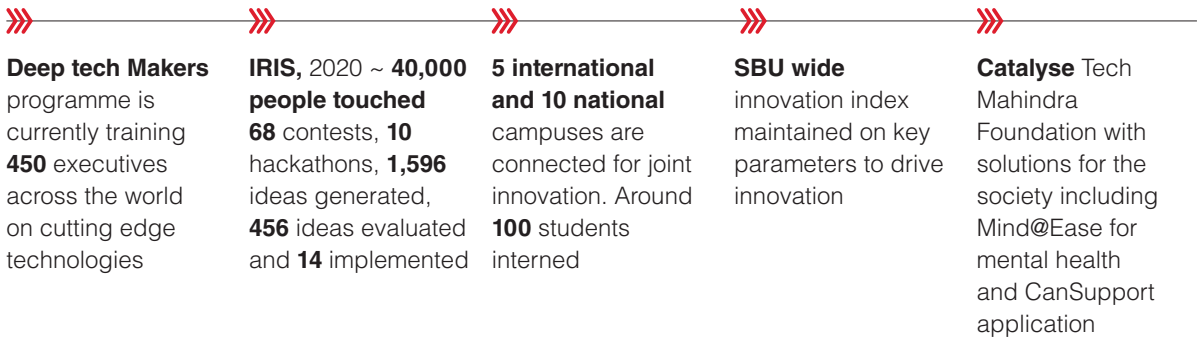 Deep tech Makers
programme is
currently training
450 executives
across the world
on cutting edge
technologies
IRIS, 2020 ~ 40,000
people touched
68 contests, 10
hackathons, 1,596
ideas generated,
456 ideas evaluated
and 14 implemented
5 international
and 10 national
campuses are
connected for joint
innovation. Around
100 students
interned
SBU wide
innovation index
maintained on key
parameters to drive
innovation
Catalyse Tech
Mahindra
Foundation with
solutions for the
society including
Mind@Ease for
mental health
and CanSupport
application